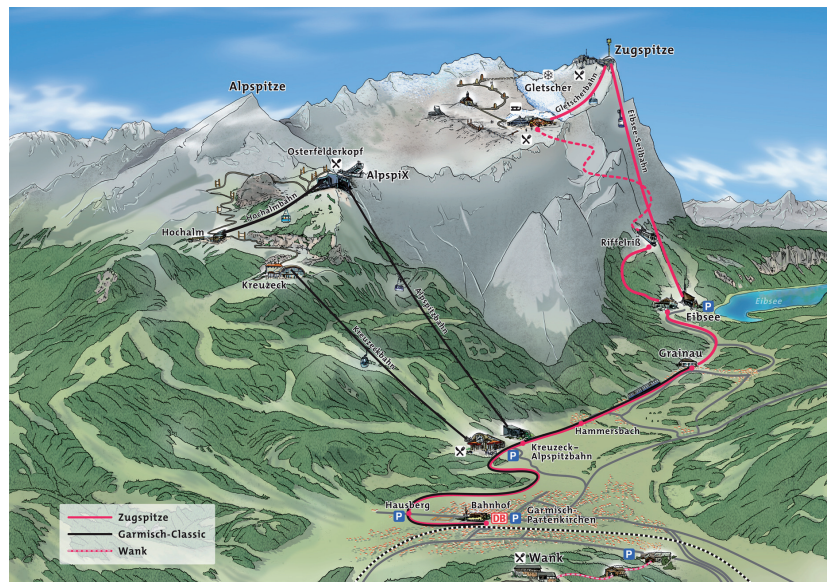 Zugspitze
Gletscher
Gletscherbahn
Alpspitze
Eibsee Seilbahn
Osterfelderkopf
AlpspiX
Hochalmbahn
Hochalm
Riffelriß
Kreuzeck
Alpspitzbahn
Eibsee
P
Eibsee
Kreuzeckbahn
Grainau
Hammersbach
Kreuzeck-
Alpspitzbahn
P
Hausberg
P
Bahnhof
DB
P
Garmisch-
Partenkirchen
Zugspitze
Garmisch-Classic
Wank
Wank
P